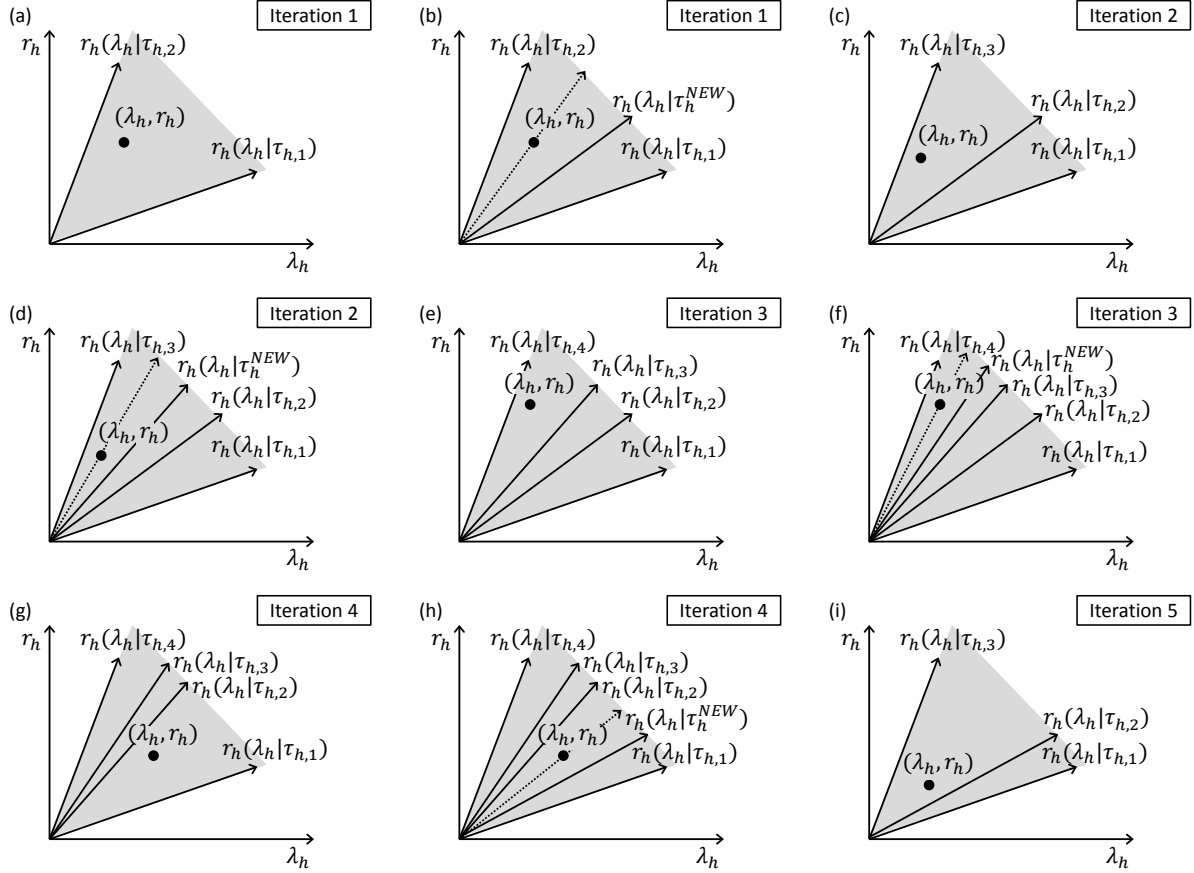 (a) Iteration 1
r_h
r_h(λ_h|τ_{h,2})
(λ_h, r_h)
r_h(λ_h|τ_{h,1})
λ_h
(b) Iteration 1
r_h
r_h(λ_h|τ_{h,2})
r_h(λ_h|τ_h^{NEW})
(λ_h, r_h)
r_h(λ_h|τ_{h,1})
λ_h
(c) Iteration 2
r_h
r_h(λ_h|τ_{h,3})
r_h(λ_h|τ_{h,2})
(λ_h, r_h)
r_h(λ_h|τ_{h,1})
λ_h
(d) Iteration 2
r_h
r_h(λ_h|τ_{h,3})
r_h(λ_h|τ_h^{NEW})
r_h(λ_h|τ_{h,2})
(λ_h, r_h)
r_h(λ_h|τ_{h,1})
λ_h
(e) Iteration 3
r_h
r_h(λ_h|τ_{h,4})
r_h(λ_h|τ_{h,3})
(λ_h, r_h)
r_h(λ_h|τ_{h,2})
r_h(λ_h|τ_{h,1})
λ_h
(f) Iteration 3
r_h
r_h(λ_h|τ_{h,4})
r_h(λ_h|τ_h^{NEW})
(λ_h, r_h)
r_h(λ_h|τ_{h,3})
r_h(λ_h|τ_{h,2})
r_h(λ_h|τ_{h,1})
λ_h
(g) Iteration 4
r_h
r_h(λ_h|τ_{h,4})
r_h(λ_h|τ_{h,3})
r_h(λ_h|τ_{h,2})
(λ_h, r_h)
r_h(λ_h|τ_{h,1})
λ_h
(h) Iteration 4
r_h
r_h(λ_h|τ_{h,4})
r_h(λ_h|τ_{h,3})
r_h(λ_h|τ_{h,2})
r_h(λ_h|τ_h^{NEW})
(λ_h, r_h)
r_h(λ_h|τ_{h,1})
λ_h
(i) Iteration 5
r_h
r_h(λ_h|τ_{h,3})
r_h(λ_h|τ_{h,2})
r_h(λ_h|τ_{h,1})
(λ_h, r_h)
λ_h